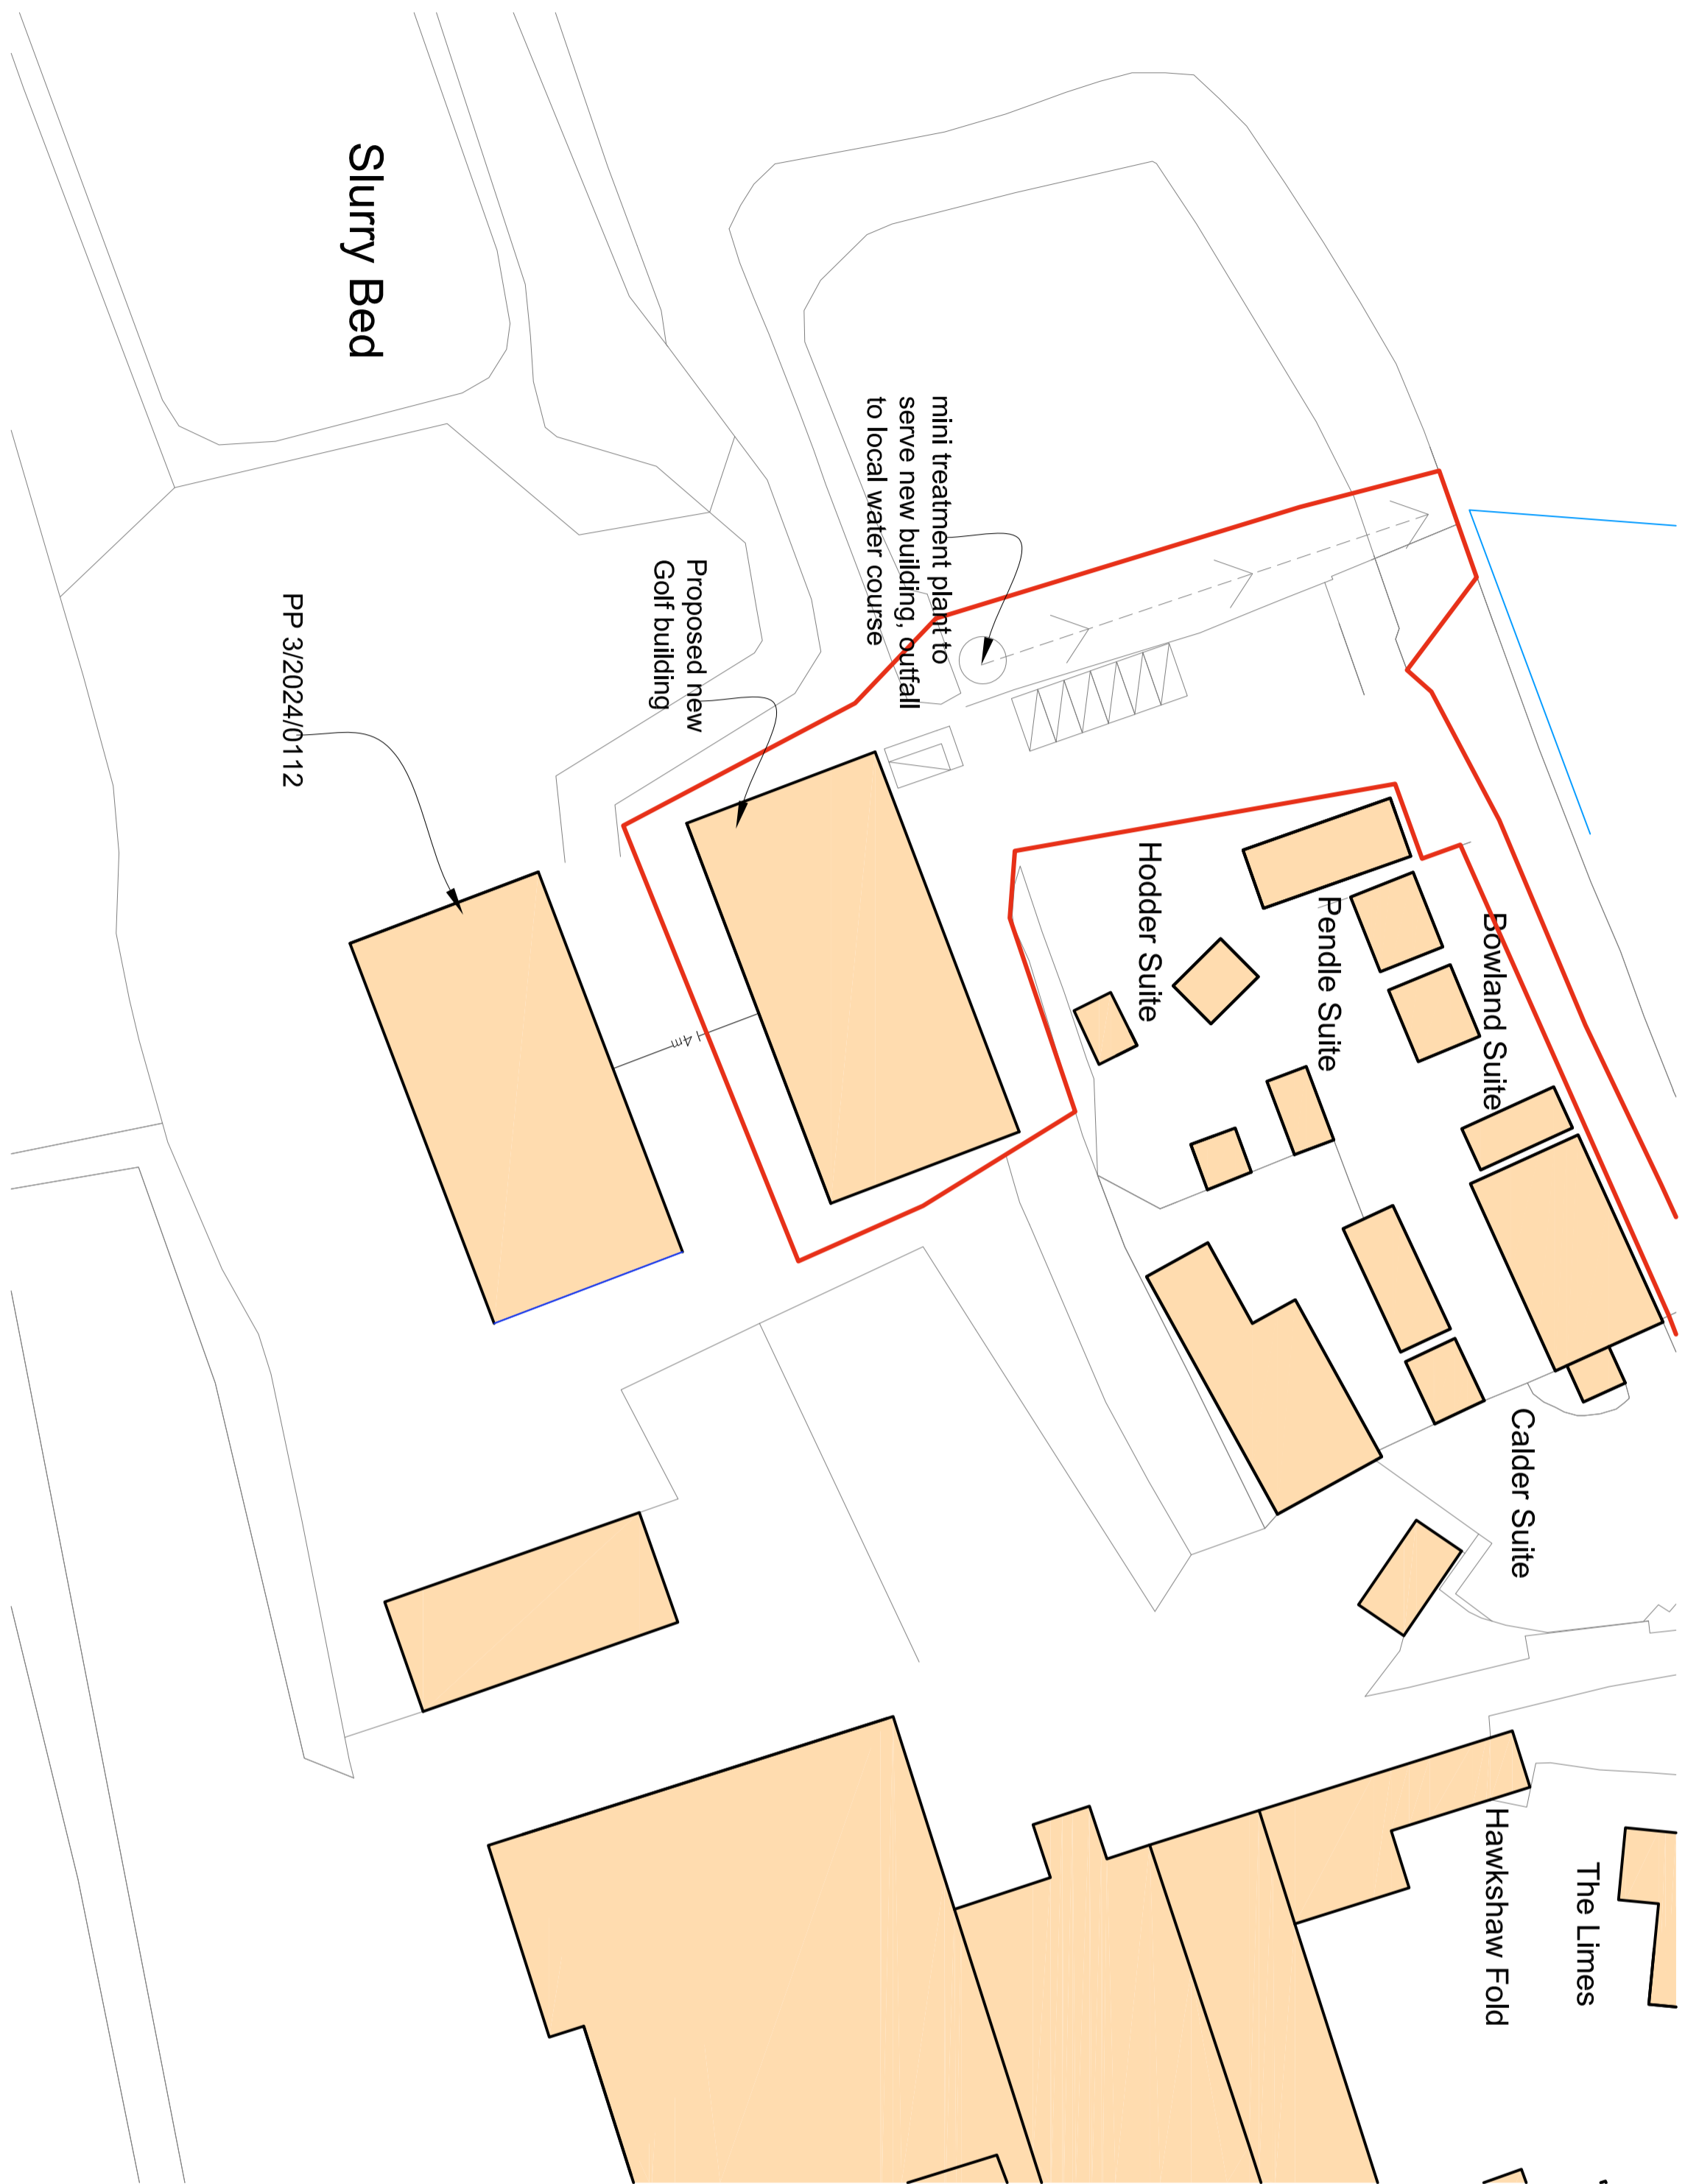 Slurry Bed
mini treatment plant to
serve new building, outfall
to local water course
Proposed new
Golf building
PP 3/2024/0112
14m
Hodder Suite
Pendle Suite
Bowland Suite
Calder Suite
Hawkshaw Fold
The Limes